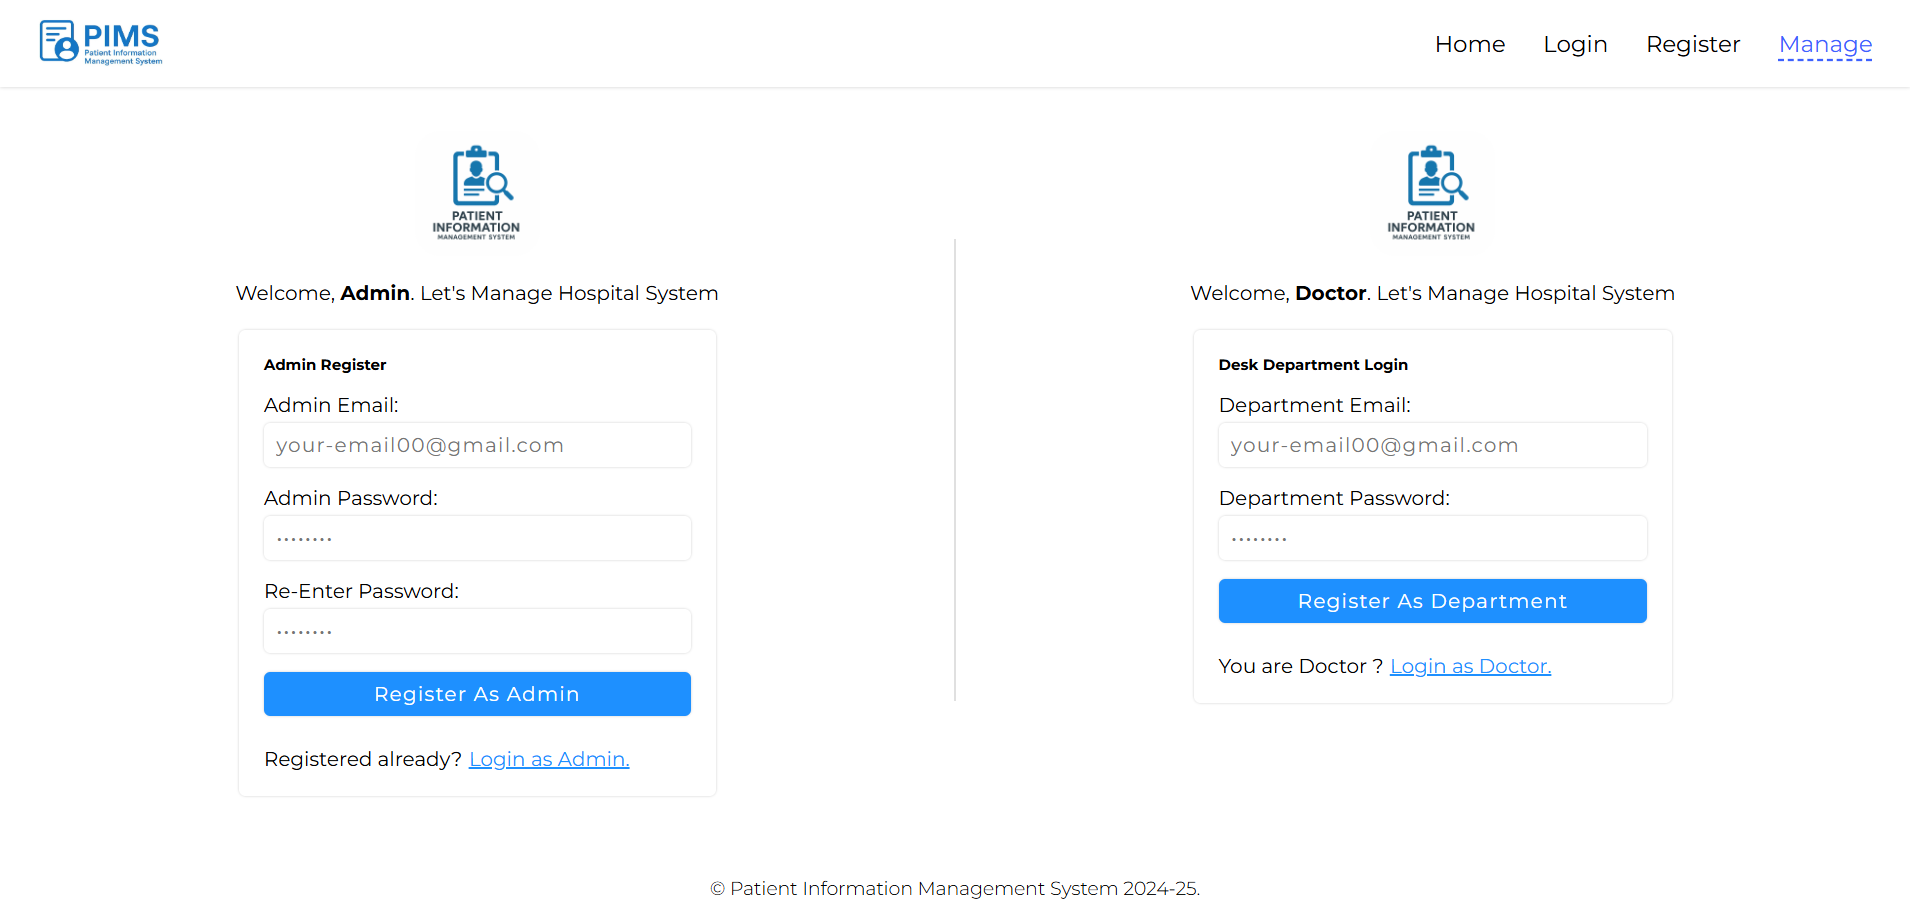 PIMS
Patient Information
Management System
Home Login Register Manage
PATIENT
INFORMATION
MANAGEMENT SYSTEM
Welcome, Admin. Let's Manage Hospital System
Admin Register
Admin Email:
your-email00@gmail.com
Admin Password:
••••••••
Re-Enter Password:
••••••••
Register As Admin
Registered already? Login as Admin.
PATIENT
INFORMATION
MANAGEMENT SYSTEM
Welcome, Doctor. Let's Manage Hospital System
Desk Department Login
Department Email:
your-email00@gmail.com
Department Password:
••••••••
Register As Department
You are Doctor ? Login as Doctor.
© Patient Information Management System 2024-25.